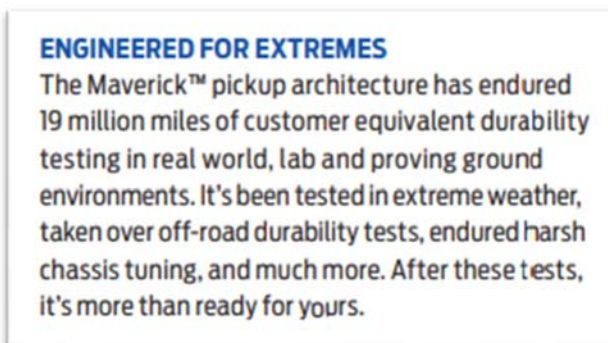 ENGINEERED FOR EXTREMES
The Maverick™ pickup architecture has endured
19 million miles of customer equivalent durability
testing in real world, lab and proving ground
environments. It's been tested in extreme weather,
taken over off-road durability tests, endured harsh
chassis tuning, and much more. After these tests,
it's more than ready for yours.